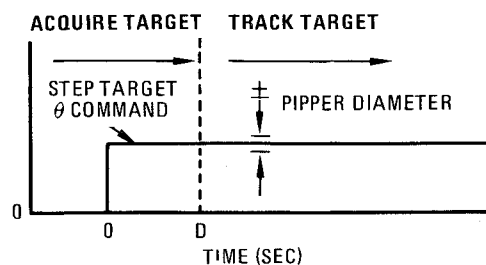 ACQUIRE TARGET
TRACK TARGET
STEP TARGET
θ COMMAND
±
PIPPER DIAMETER
0
0
D
TIME (SEC)